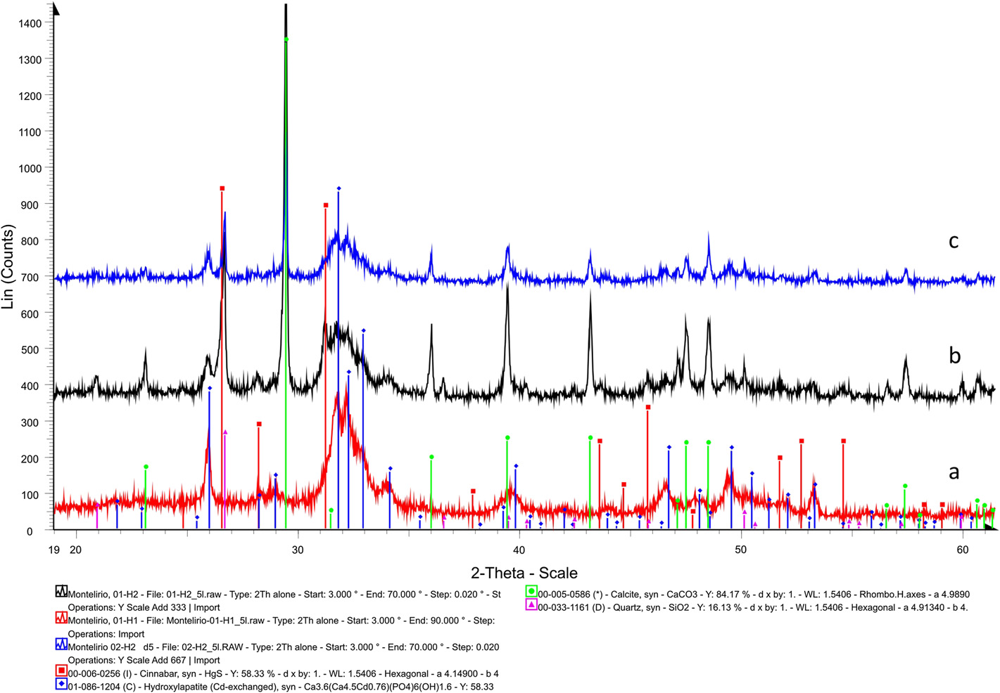 1400
1300
1200
1100
1000
900
800
700
600
500
400
300
200
100
0
Lin (Counts)
c
b
a
19 20 30 40 50 60
2-Theta - Scale
Montelirio, 01-H2 - File: 01-H2_5l.raw - Type: 2Th alone - Start: 3.000 ° - End: 70.000 ° - Step: 0.020 ° - St
Operations: Y Scale Add 333 | Import
Montelirio, 01-H1 - File: Montelirio-01-H1_5l.raw - Type: 2Th alone - Start: 3.000 ° - End: 90.000 ° - Step:
Operations: Import
Montelirio 02-H2 d5 - File: 02-H2_5l.RAW - Type: 2Th alone - Start: 3.000 ° - End: 70.000 ° - Step: 0.020
Operations: Y Scale Add 667 | Import
00-006-0256 (I) - Cinnabar, syn - HgS - Y: 58.33 % - d x by: 1. - WL: 1.5406 - Hexagonal - a 4.14900 - b 4
01-086-1204 (C) - Hydroxylapatite (Cd-exchanged), syn - Ca3.6(Ca4.5Cd0.76)(PO4)6(OH)1.6 - Y: 58.33
00-005-0586 (*) - Calcite, syn - CaCO3 - Y: 84.17 % - d x by: 1. - WL: 1.5406 - Rhombo.H.axes - a 4.9890
00-033-1161 (D) - Quartz, syn - SiO2 - Y: 16.13 % - d x by: 1. - WL: 1.5406 - Hexagonal - a 4.91340 - b 4.